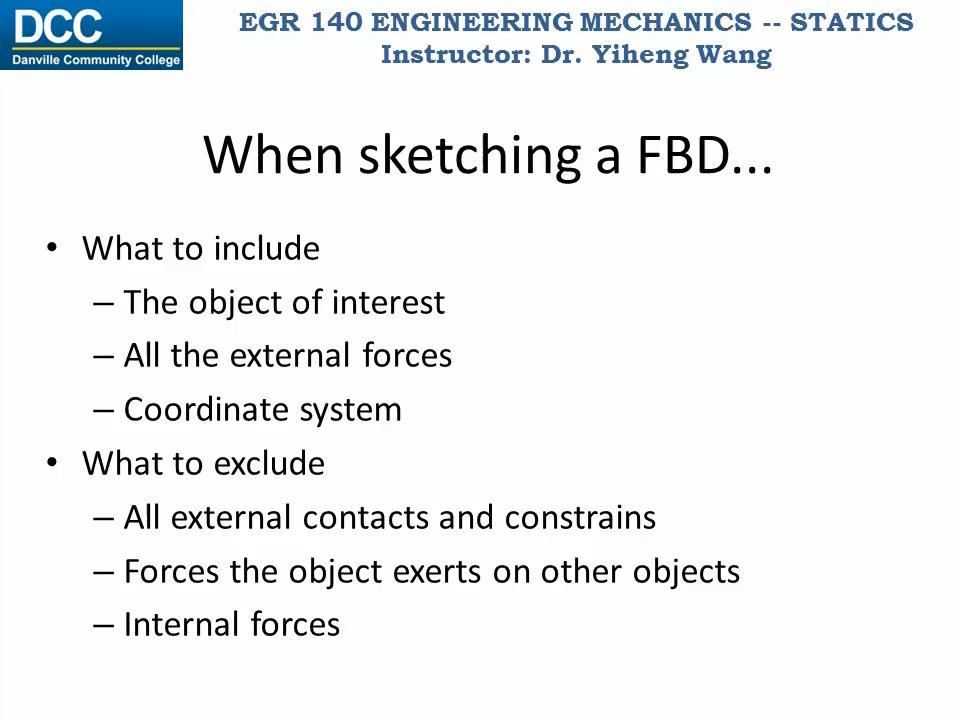 DCC
Danville Community College
EGR 140 ENGINEERING MECHANICS -- STATICS
Instructor: Dr. Yiheng Wang
When sketching a FBD...
• What to include
– The object of interest
– All the external forces
– Coordinate system
• What to exclude
– All external contacts and constrains
– Forces the object exerts on other objects
– Internal forces